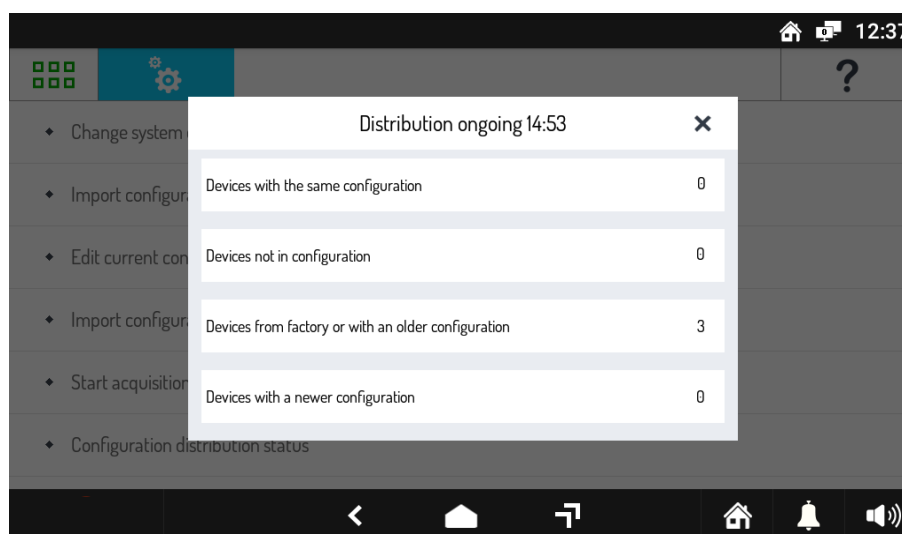 12:37
?
Change system
Distribution ongoing 14:53
Import configur
Devices with the same configuration 0
Edit current con
Devices not in configuration 0
Import configur
Devices from factory or with an older configuration 3
Start acquisition
Devices with a newer configuration 0
Configuration distribution status